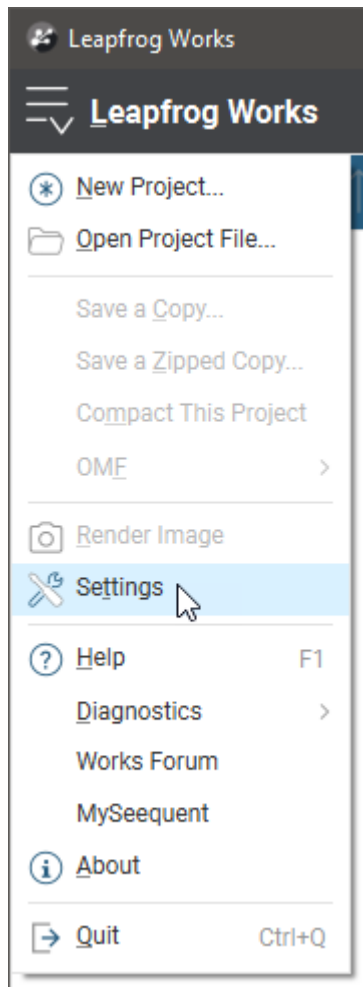 Leapfrog Works
Leapfrog Works
New Project...
Open Project File...
Save a Copy...
Save a Zipped Copy...
Compact This Project
OMF
Render Image
Settings
Help F1
Diagnostics
Works Forum
MySeequent
About
Quit Ctrl+Q